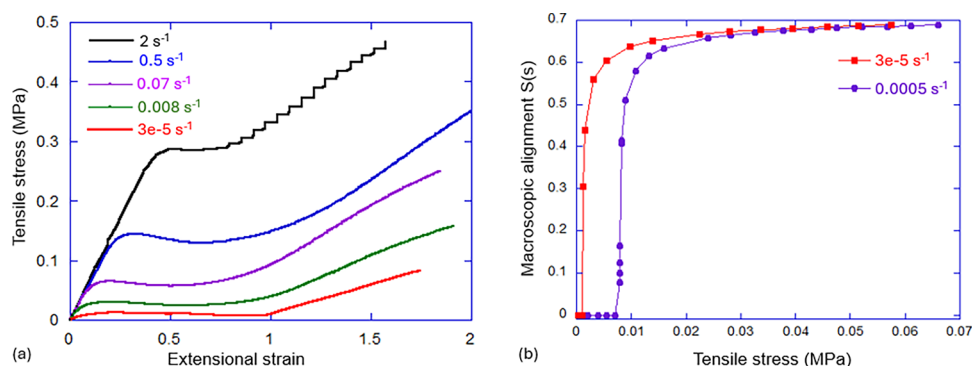 0.5
0.4
0.3
0.2
0.1
0
Tensile stress (MPa)
2 s⁻¹
0.5 s⁻¹
0.07 s⁻¹
0.008 s⁻¹
3e-5 s⁻¹
0 0.5 1 1.5 2
(a) Extensional strain
0.7
0.6
0.5
0.4
0.3
0.2
0.1
0
Macroscopic alignment S(s)
3e-5 s⁻¹
0.0005 s⁻¹
0 0.01 0.02 0.03 0.04 0.05 0.06 0.07
(b) Tensile stress (MPa)